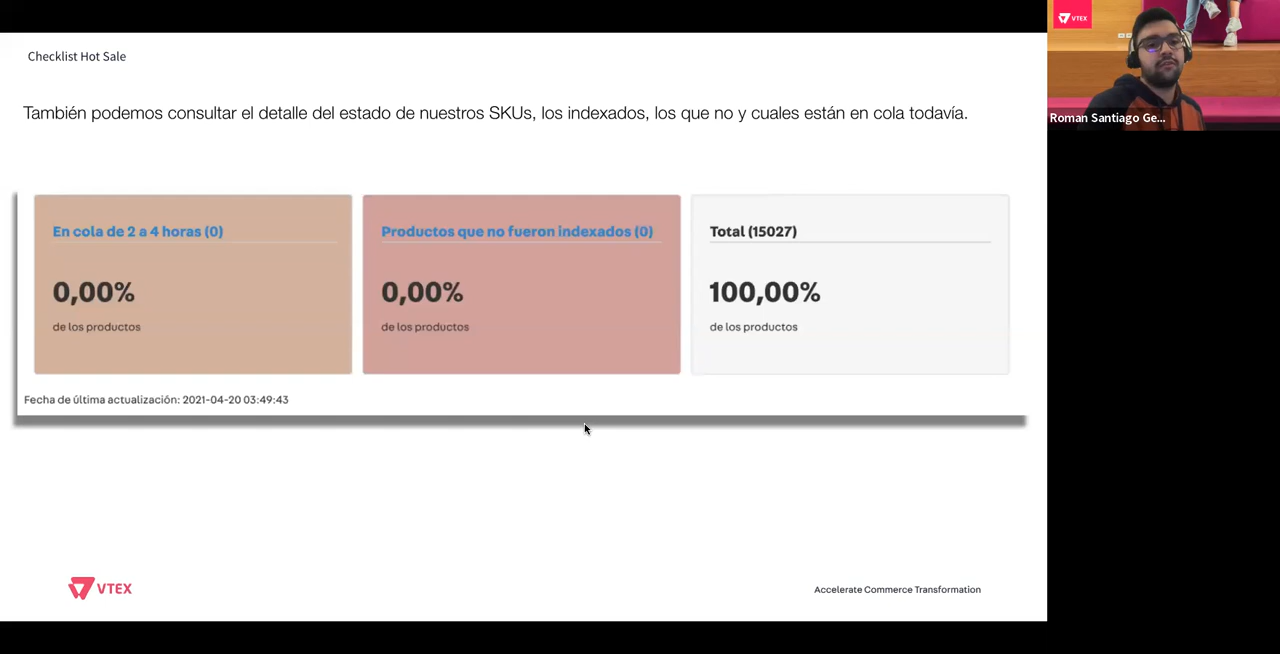 Checklist Hot Sale
También podemos consultar el detalle del estado de nuestros SKUs, los indexados, los que no y cuales están en cola todavía.
En cola de 2 a 4 horas (0)
0,00%
de los productos
Productos que no fueron indexados (0)
0,00%
de los productos
Total (15027)
100,00%
de los productos
Fecha de última actualización: 2021-04-20 03:49:43
VTEX
Accelerate Commerce Transformation
VTEX
Roman Santiago Ge...